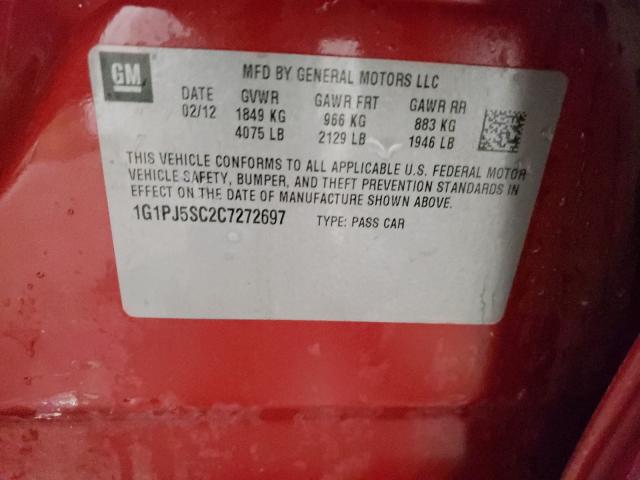 GM
MFD BY GENERAL MOTORS LLC
DATE GVWR GAWR FRT GAWR RR
02/12 1849 KG 966 KG 883 KG
4075 LB 2129 LB 1946 LB
THIS VEHICLE CONFORMS TO ALL APPLICABLE U.S. FEDERAL MOTOR
VEHICLE SAFETY, BUMPER, AND THEFT PREVENTION STANDARDS IN
EFFECT ON THE DATE OF MANUFACTURE SHOWN ABOVE.
1G1PJ5SC2C7272697 TYPE: PASS CAR